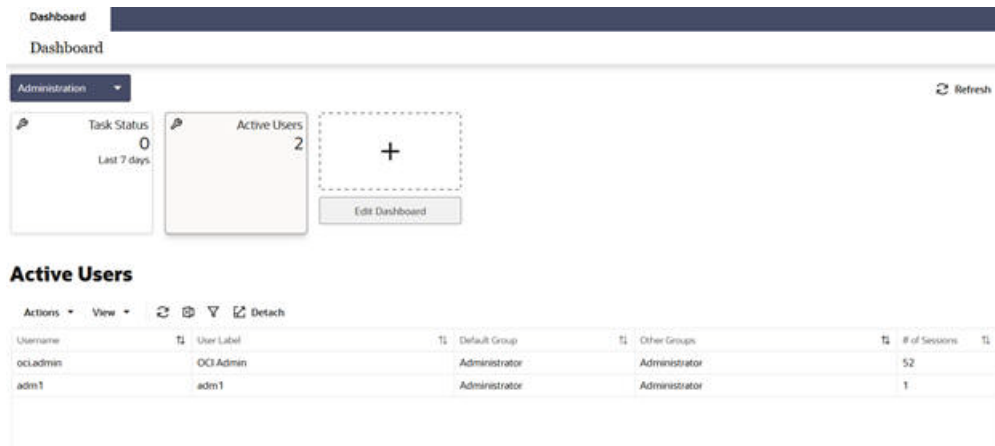 Dashboard
Dashboard
Administration
Refresh
Task Status
0
Last 7 days
Active Users
2
+
Edit Dashboard
Active Users
Actions View Detach
Username User Label Default Group Other Groups # of Sessions
oci.admin OCI Admin Administrator Administrator 52
adm1 adm1 Administrator Administrator 1